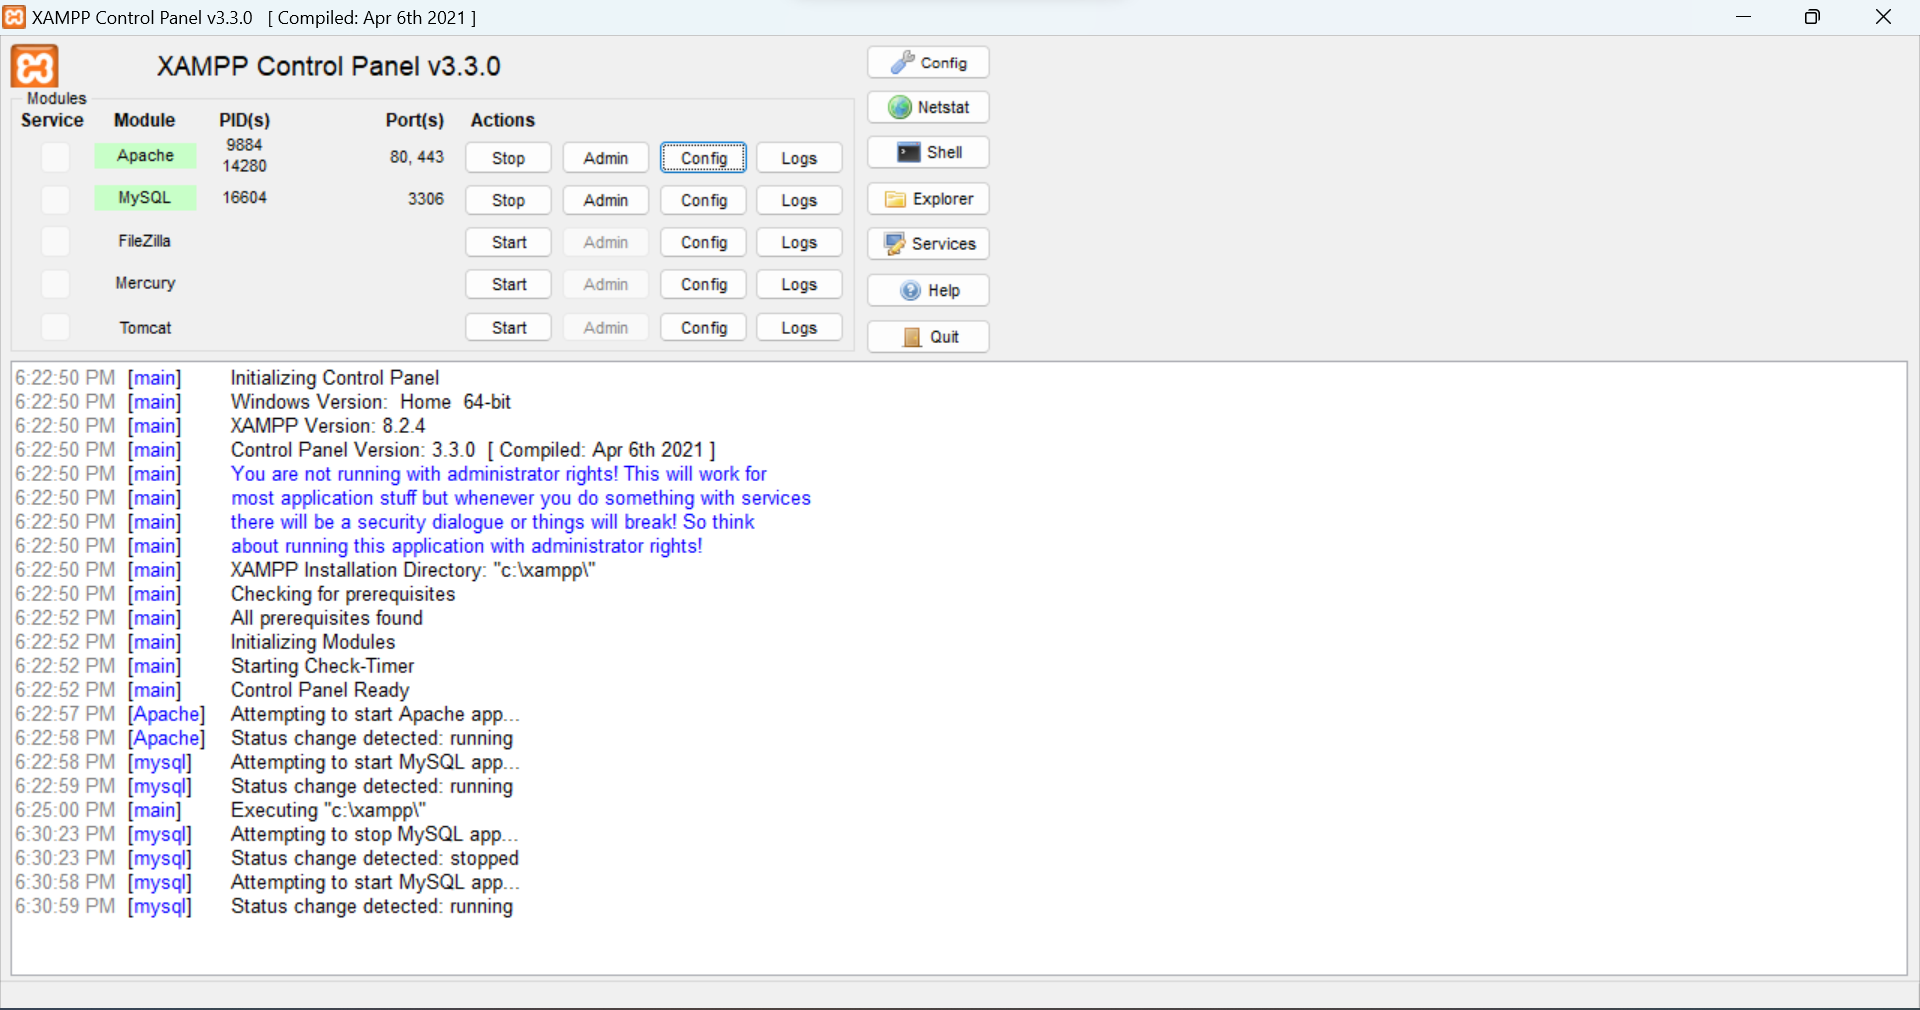 XAMPP Control Panel v3.3.0 [ Compiled: Apr 6th 2021 ]
XAMPP Control Panel v3.3.0
Config
Modules
Netstat
Service Module PID(s) Port(s) Actions
Apache 9884 14280 80, 443 Stop Admin Config Logs
Shell
MySQL 16604 3306 Stop Admin Config Logs
Explorer
FileZilla Start Admin Config Logs
Services
Mercury Start Admin Config Logs
Help
Tomcat Start Admin Config Logs
Quit
6:22:50 PM [main] Initializing Control Panel
6:22:50 PM [main] Windows Version: Home 64-bit
6:22:50 PM [main] XAMPP Version: 8.2.4
6:22:50 PM [main] Control Panel Version: 3.3.0 [ Compiled: Apr 6th 2021 ]
6:22:50 PM [main] You are not running with administrator rights! This will work for
6:22:50 PM [main] most application stuff but whenever you do something with services
6:22:50 PM [main] there will be a security dialogue or things will break! So think
6:22:50 PM [main] about running this application with administrator rights!
6:22:50 PM [main] XAMPP Installation Directory: "c:\xampp\"
6:22:50 PM [main] Checking for prerequisites
6:22:52 PM [main] All prerequisites found
6:22:52 PM [main] Initializing Modules
6:22:52 PM [main] Starting Check-Timer
6:22:52 PM [main] Control Panel Ready
6:22:57 PM [Apache] Attempting to start Apache app...
6:22:58 PM [Apache] Status change detected: running
6:22:58 PM [mysql] Attempting to start MySQL app...
6:22:59 PM [mysql] Status change detected: running
6:25:00 PM [main] Executing "c:\xampp\"
6:30:23 PM [mysql] Attempting to stop MySQL app...
6:30:23 PM [mysql] Status change detected: stopped
6:30:58 PM [mysql] Attempting to start MySQL app...
6:30:59 PM [mysql] Status change detected: running